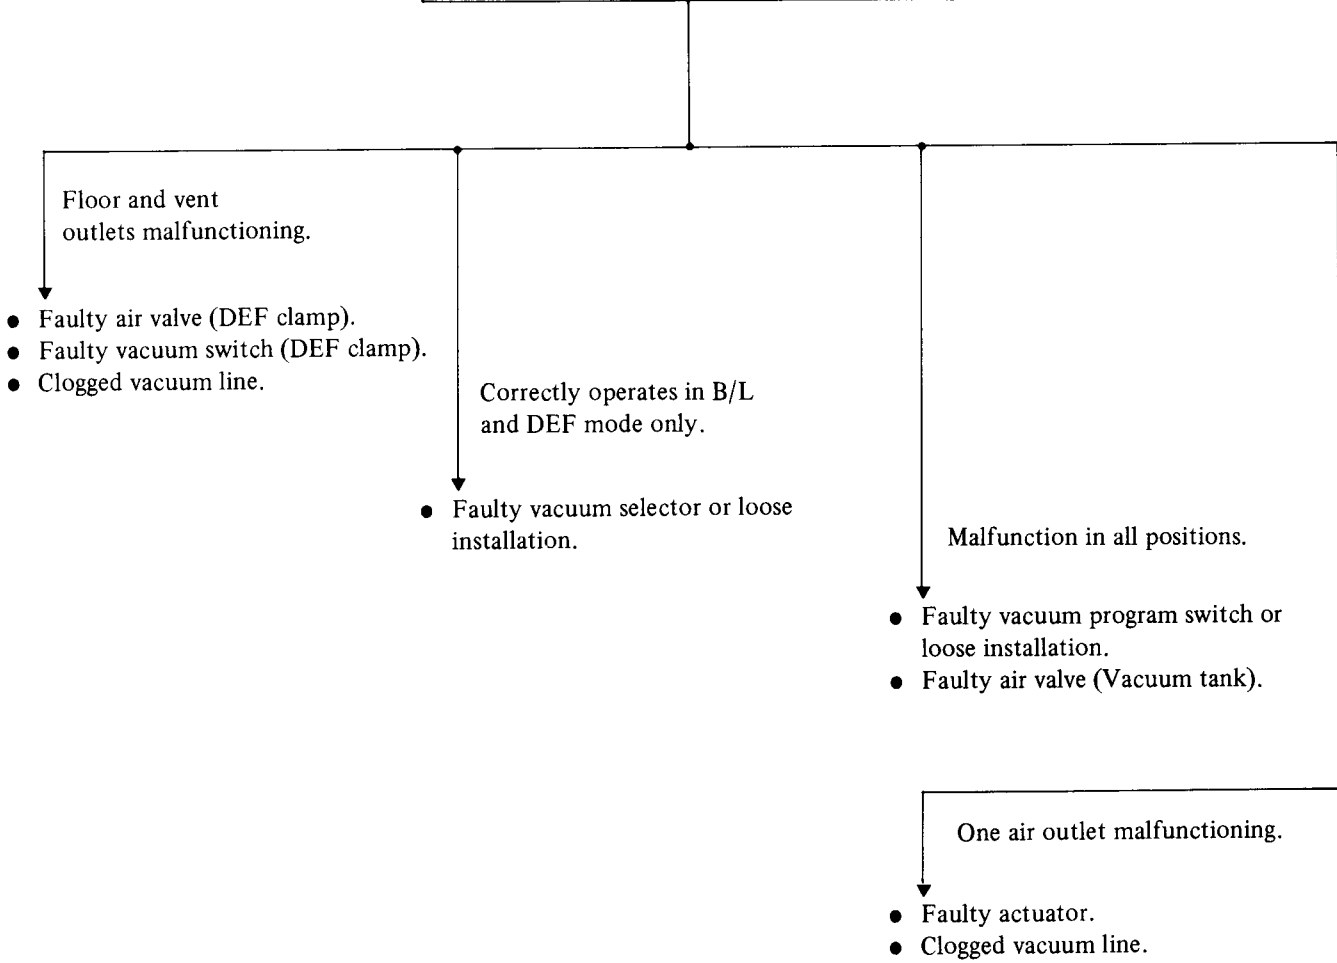 Floor and vent
outlets malfunctioning.
● Faulty air valve (DEF clamp).
● Faulty vacuum switch (DEF clamp).
● Clogged vacuum line.
Correctly operates in B/L
and DEF mode only.
● Faulty vacuum selector or loose
installation.
Malfunction in all positions.
● Faulty vacuum program switch or
loose installation.
● Faulty air valve (Vacuum tank).
One air outlet malfunctioning.
● Faulty actuator.
● Clogged vacuum line.